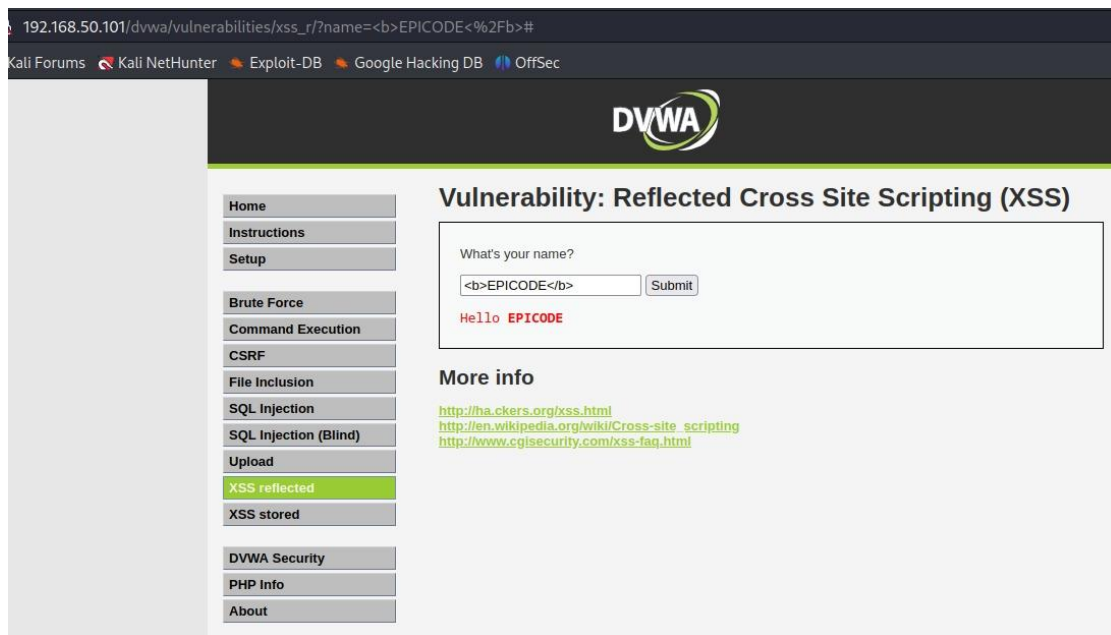 192.168.50.101/dvwa/vulnerabilities/xss_r/?name=<b>EPICODE<%2Fb>#
Kali Forums Kali NetHunter Exploit-DB Google Hacking DB OffSec
DVWA
Home
Instructions
Setup
Brute Force
Command Execution
CSRF
File Inclusion
SQL Injection
SQL Injection (Blind)
Upload
XSS reflected
XSS stored
DVWA Security
PHP Info
About
Vulnerability: Reflected Cross Site Scripting (XSS)
What's your name?
<b>EPICODE</b> Submit
Hello EPICODE
More info
http://ha.ckers.org/xss.html
http://en.wikipedia.org/wiki/Cross-site_scripting
http://www.cgisecurity.com/xss-faq.html